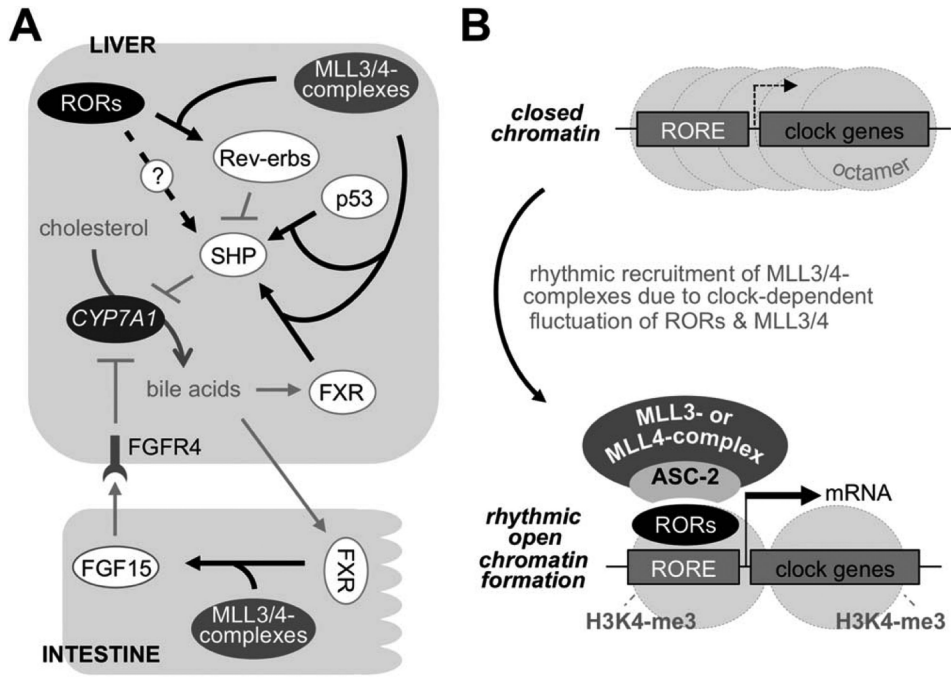 A
LIVER
RORs
MLL3/4-
complexes
Rev-erbs
?
p53
cholesterol
SHP
CYP7A1
bile acids
FXR
FGFR4
FGF15
FXR
MLL3/4-
complexes
INTESTINE
B
closed
chromatin
RORE
clock genes
octamer
rhythmic recruitment of MLL3/4-
complexes due to clock-dependent
fluctuation of RORs & MLL3/4
MLL3- or
MLL4-complex
ASC-2
mRNA
rhythmic
open
chromatin
formation
RORs
RORE
clock genes
H3K4-me3
H3K4-me3